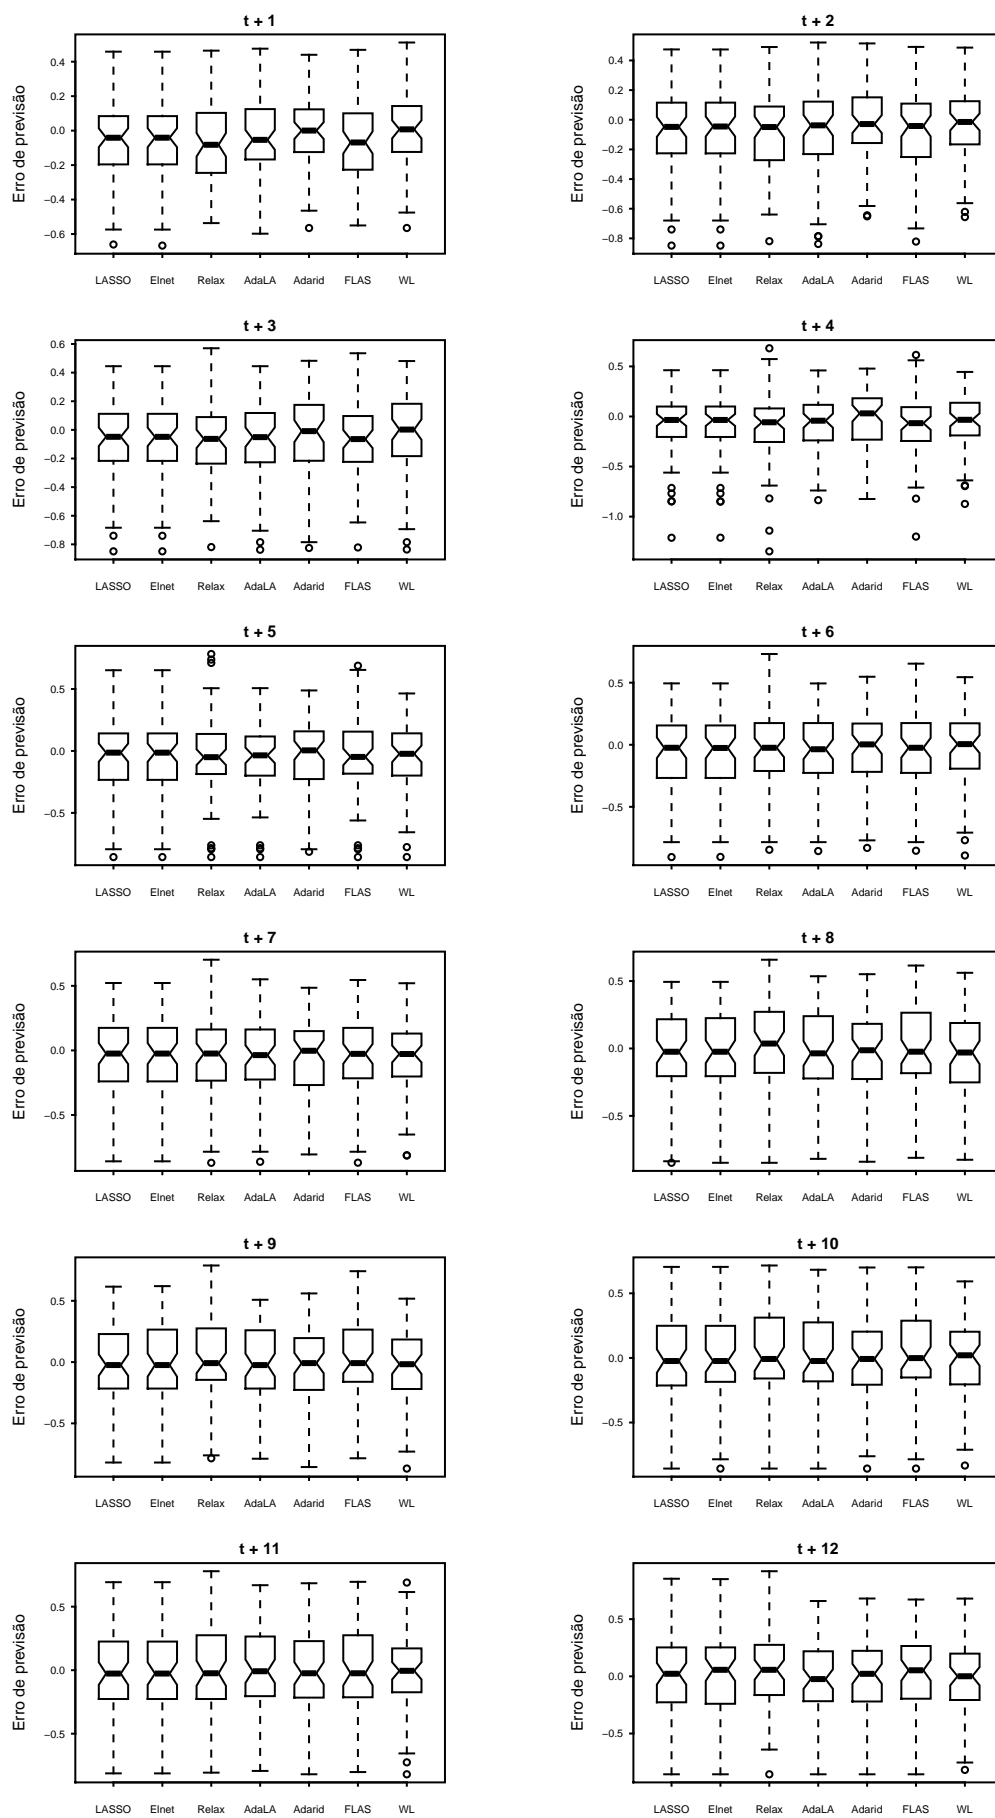 t + 1
Erro de previsão
0.4
0.2
0.0
−0.2
−0.4
−0.6
LASSO Elnet Relax AdaLA Adarid FLAS WL
t + 2
Erro de previsão
0.4
0.2
0.0
−0.2
−0.4
−0.6
−0.8
LASSO Elnet Relax AdaLA Adarid FLAS WL
t + 3
Erro de previsão
0.6
0.4
0.2
0.0
−0.2
−0.4
−0.6
−0.8
LASSO Elnet Relax AdaLA Adarid FLAS WL
t + 4
Erro de previsão
0.5
0.0
−0.5
−1.0
LASSO Elnet Relax AdaLA Adarid FLAS WL
t + 5
Erro de previsão
0.5
0.0
−0.5
LASSO Elnet Relax AdaLA Adarid FLAS WL
t + 6
Erro de previsão
0.5
0.0
−0.5
LASSO Elnet Relax AdaLA Adarid FLAS WL
t + 7
Erro de previsão
0.5
0.0
−0.5
LASSO Elnet Relax AdaLA Adarid FLAS WL
t + 8
Erro de previsão
0.5
0.0
−0.5
LASSO Elnet Relax AdaLA Adarid FLAS WL
t + 9
Erro de previsão
0.5
0.0
−0.5
LASSO Elnet Relax AdaLA Adarid FLAS WL
t + 10
Erro de previsão
0.5
0.0
−0.5
LASSO Elnet Relax AdaLA Adarid FLAS WL
t + 11
Erro de previsão
0.5
0.0
−0.5
LASSO Elnet Relax AdaLA Adarid FLAS WL
t + 12
Erro de previsão
0.5
0.0
−0.5
LASSO Elnet Relax AdaLA Adarid FLAS WL